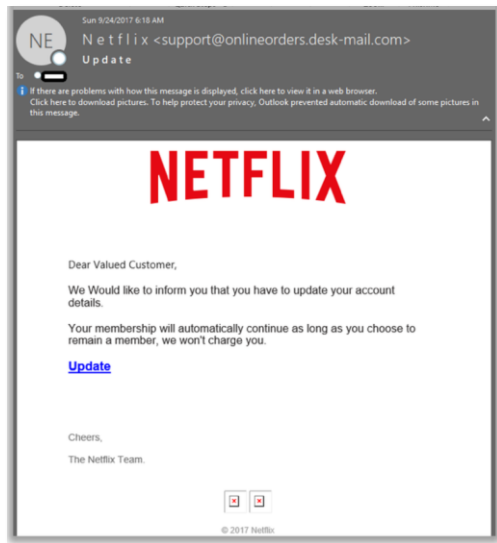 Sun 9/24/2017 6:18 AM
NE
N e t f l i x <support@onlineorders.desk-mail.com>
U p d a t e
To
If there are problems with how this message is displayed, click here to view it in a web browser.
Click here to download pictures. To help protect your privacy, Outlook prevented automatic download of some pictures in
this message.
NETFLIX
Dear Valued Customer,
We Would like to inform you that you have to update your account
details.
Your membership will automatically continue as long as you choose to
remain a member, we won't charge you.
Update
Cheers,
The Netflix Team.
© 2017 Netflix